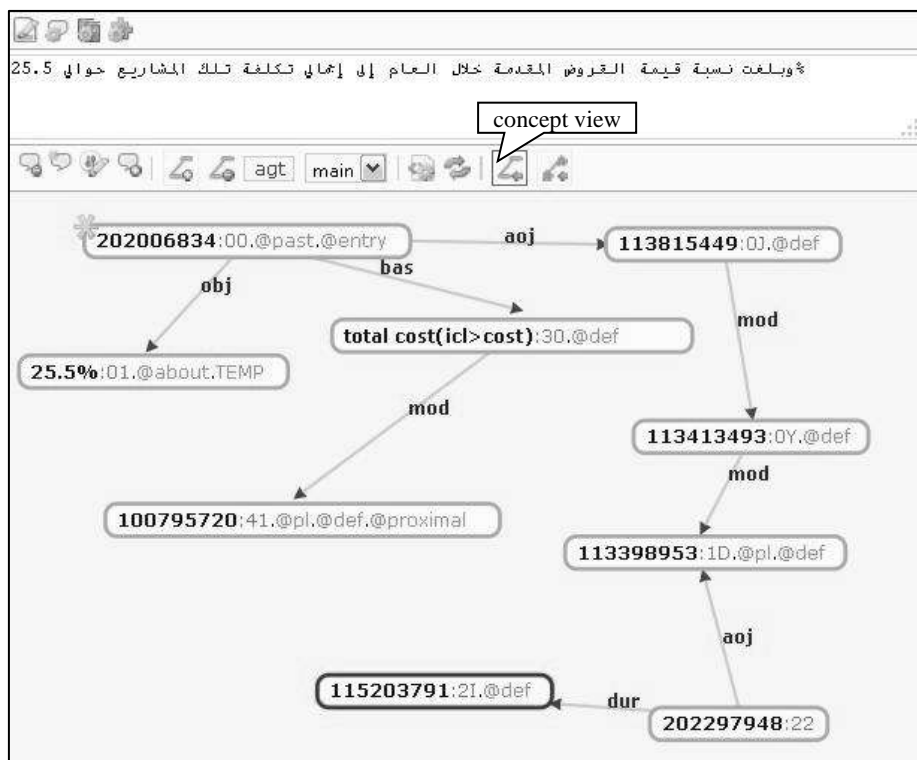 وبلغت نسبة قيمة القروض المقدمة خلال العام إلى إجمالي تكلفة تلك المشاريع حوالي 25.5%
concept view
agt main
202006834:00.@past.@entry
aoj
113815449:0J.@def
bas
obj
mod
total cost(icl>cost):30.@def
25.5%:01.@about.TEMP
mod
113413493:0Y.@def
mod
100795720:41.@pl.@def.@proximal
113398953:1D.@pl.@def
aoj
115203791:2I.@def
dur
202297948:22